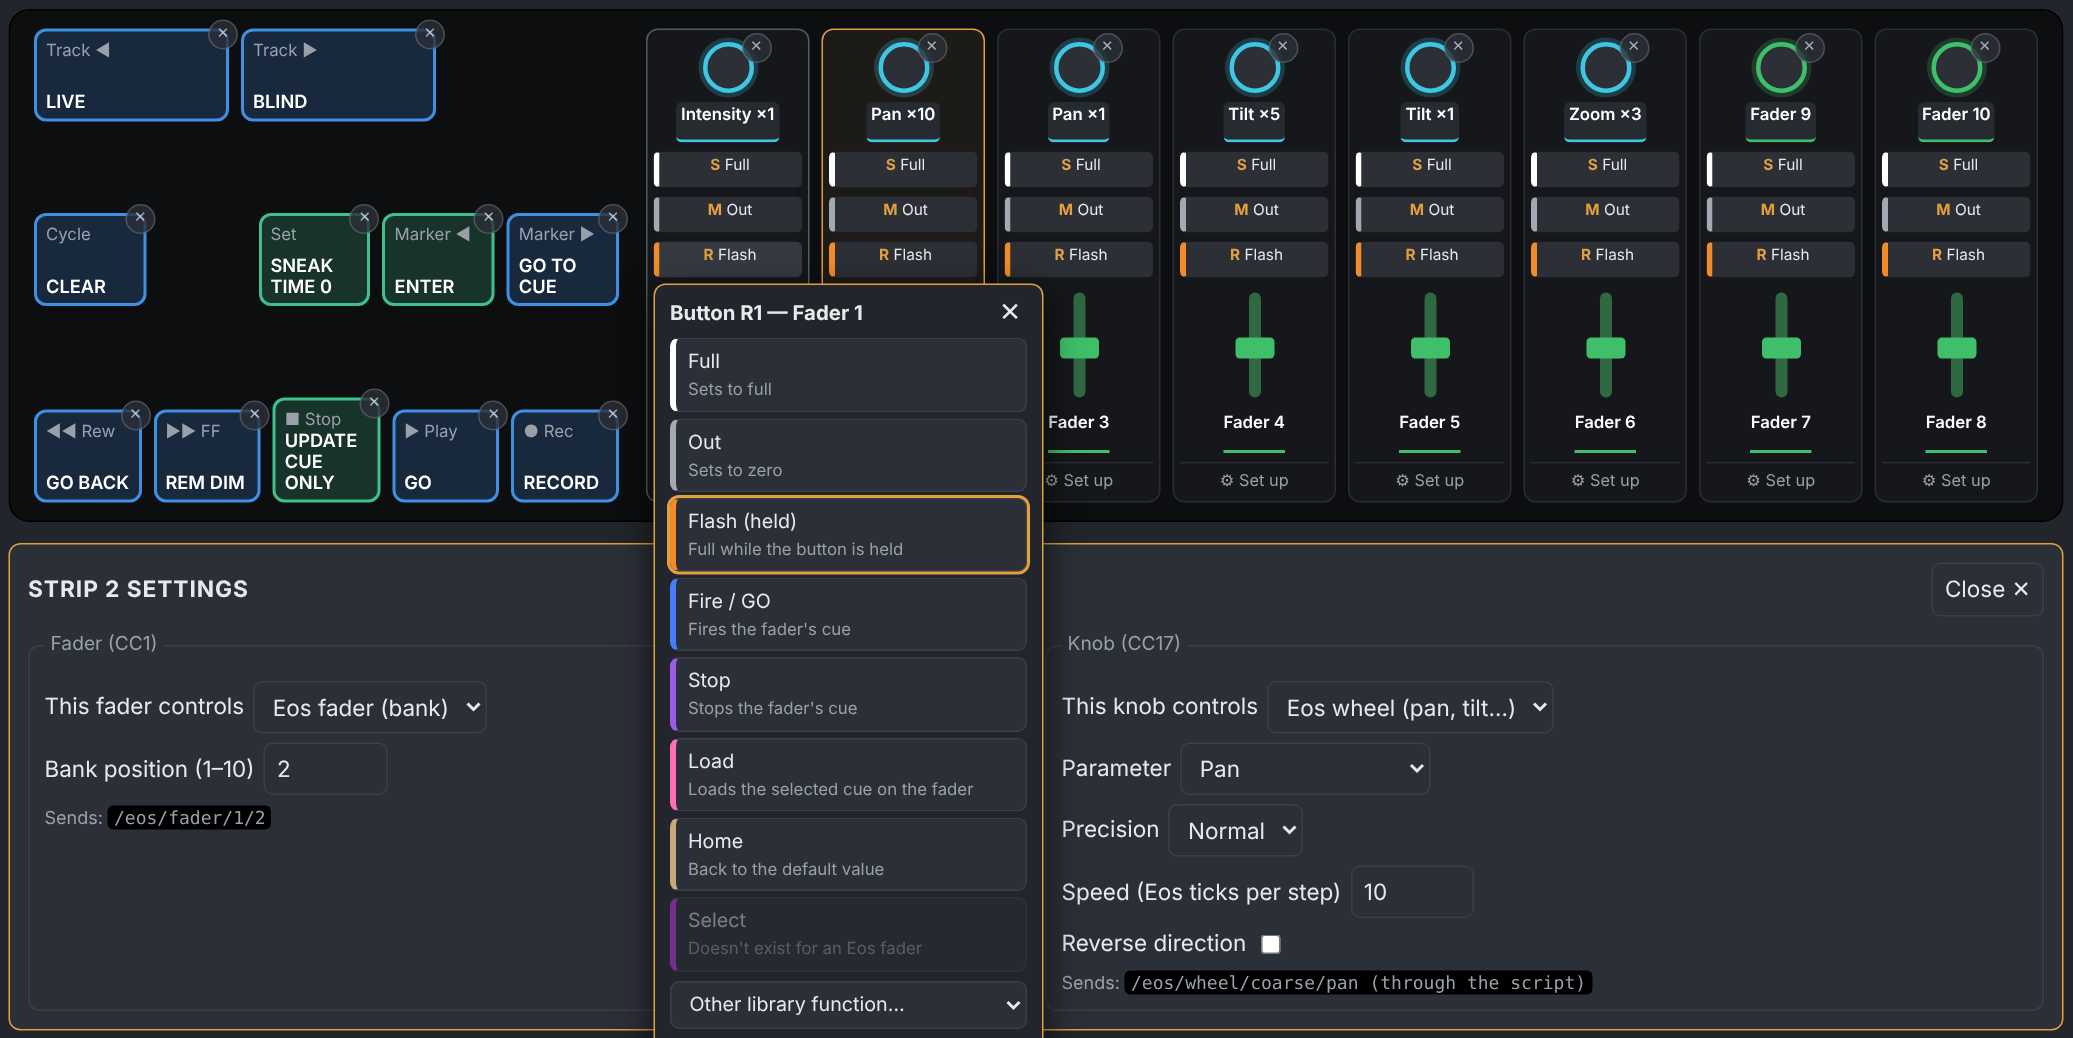 Track ◀
LIVE
Track ▶
BLIND
Cycle
CLEAR
Set
SNEAK
TIME 0
Marker ◀
ENTER
Marker ▶
GO TO
CUE
◀◀ Rew
GO BACK
▶▶ FF
REM DIM
■ Stop
UPDATE
CUE
ONLY
▶ Play
GO
● Rec
RECORD
Intensity ×1
S Full
M Out
R Flash
Pan ×10
S Full
M Out
R Flash
Pan ×1
S Full
M Out
R Flash
Fader 3
⚙ Set up
Tilt ×5
S Full
M Out
R Flash
Fader 4
⚙ Set up
Tilt ×1
S Full
M Out
R Flash
Fader 5
⚙ Set up
Zoom ×3
S Full
M Out
R Flash
Fader 6
⚙ Set up
Fader 9
S Full
M Out
R Flash
Fader 7
⚙ Set up
Fader 10
S Full
M Out
R Flash
Fader 8
⚙ Set up
Button R1 — Fader 1 ✕
Full
Sets to full
Out
Sets to zero
Flash (held)
Full while the button is held
Fire / GO
Fires the fader's cue
Stop
Stops the fader's cue
Load
Loads the selected cue on the fader
Home
Back to the default value
Select
Doesn't exist for an Eos fader
Other library function...
STRIP 2 SETTINGS
Close ✕
Fader (CC1)
This fader controls Eos fader (bank)
Bank position (1–10) 2
Sends: /eos/fader/1/2
Knob (CC17)
This knob controls Eos wheel (pan, tilt...)
Parameter Pan
Precision Normal
Speed (Eos ticks per step) 10
Reverse direction
Sends: /eos/wheel/coarse/pan (through the script)